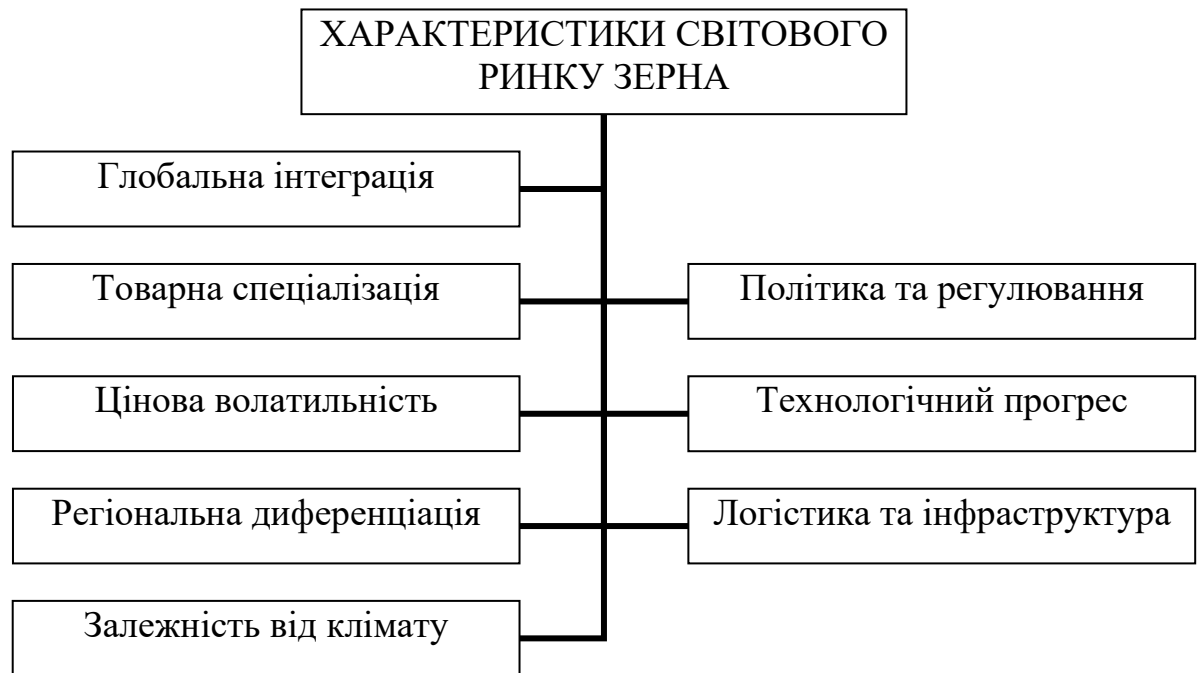 ХАРАКТЕРИСТИКИ СВІТОВОГО
РИНКУ ЗЕРНА
Глобальна інтеграція
Товарна спеціалізація
Політика та регулювання
Цінова волатильність
Технологічний прогрес
Регіональна диференціація
Логістика та інфраструктура
Залежність від клімату